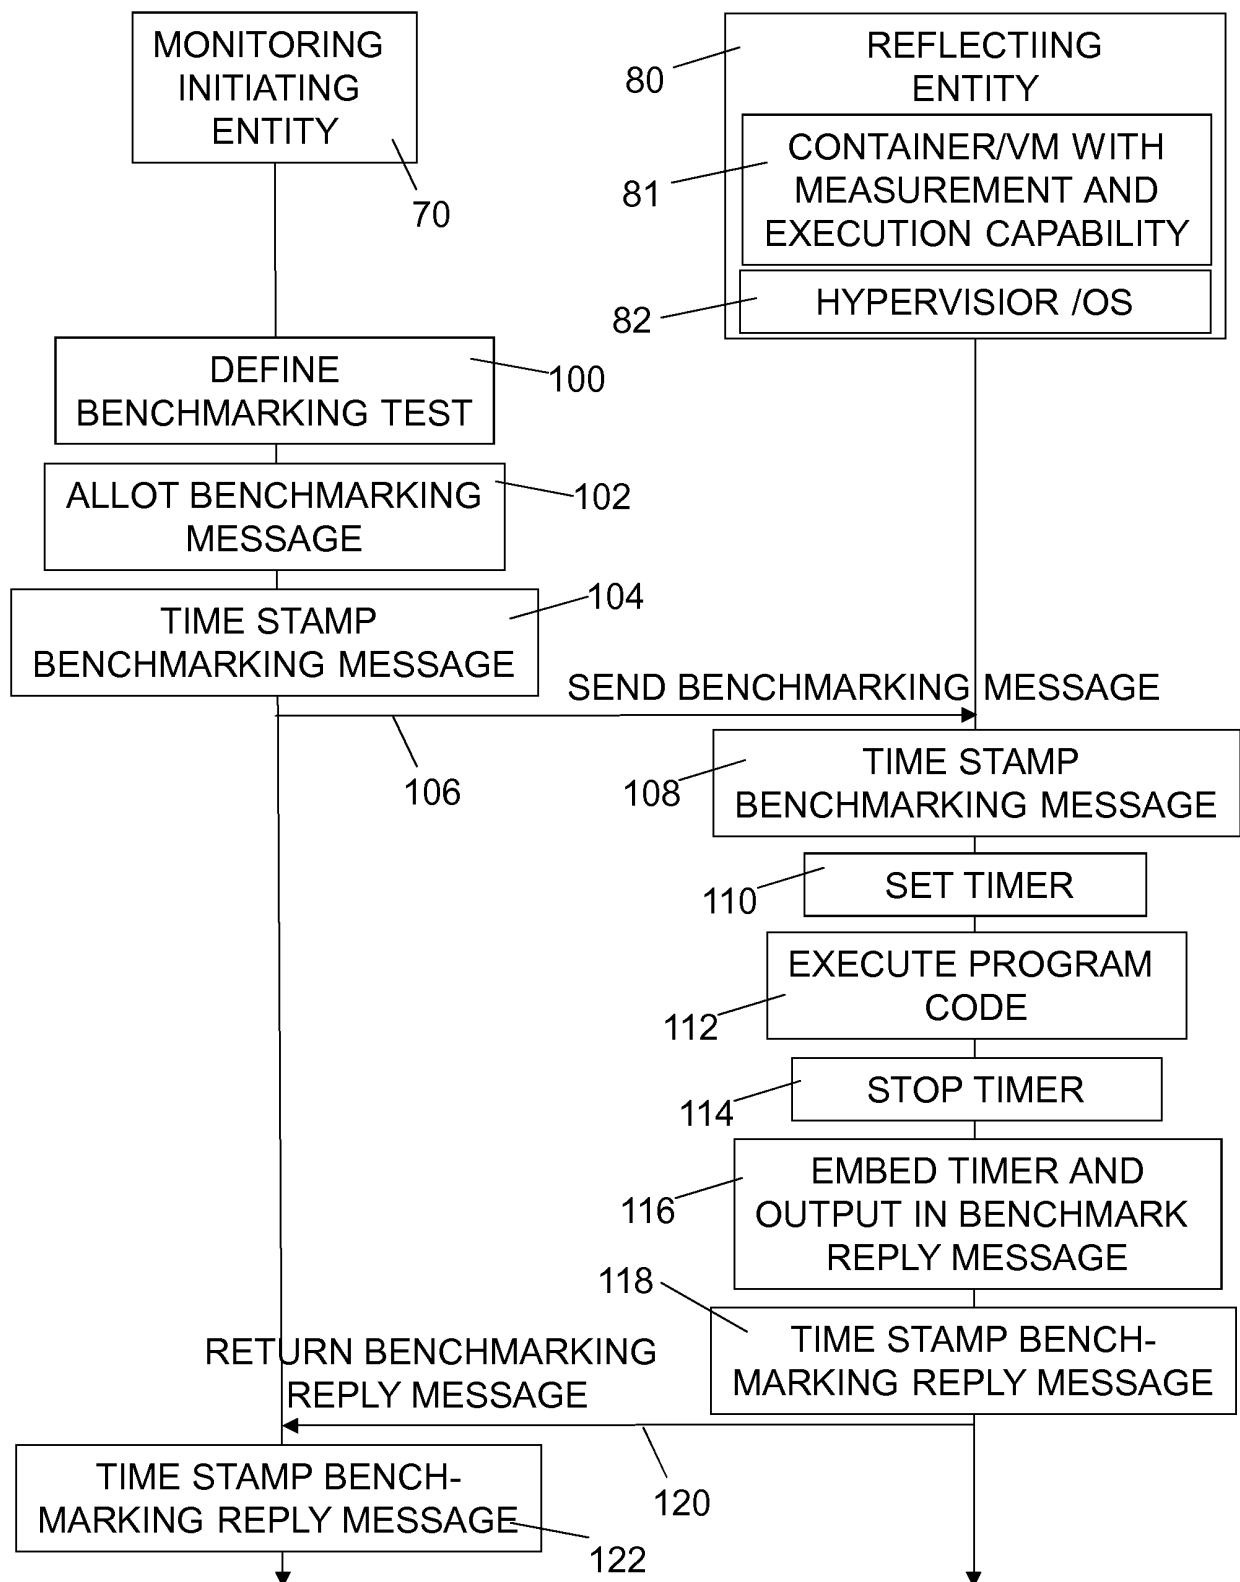 MONITORING
INITIATING
ENTITY
70
80
REFLECTIING
ENTITY
81
CONTAINER/VM WITH
MEASUREMENT AND
EXECUTION CAPABILITY
82
HYPERVISIOR /OS
DEFINE
BENCHMARKING TEST
100
ALLOT BENCHMARKING
MESSAGE
102
TIME STAMP
BENCHMARKING MESSAGE
104
SEND BENCHMARKING MESSAGE
106
108
TIME STAMP
BENCHMARKING MESSAGE
110
SET TIMER
112
EXECUTE PROGRAM
CODE
114
STOP TIMER
116
EMBED TIMER AND
OUTPUT IN BENCHMARK
REPLY MESSAGE
118
TIME STAMP BENCH-
MARKING REPLY MESSAGE
RETURN BENCHMARKING
REPLY MESSAGE
120
TIME STAMP BENCH-
MARKING REPLY MESSAGE
122